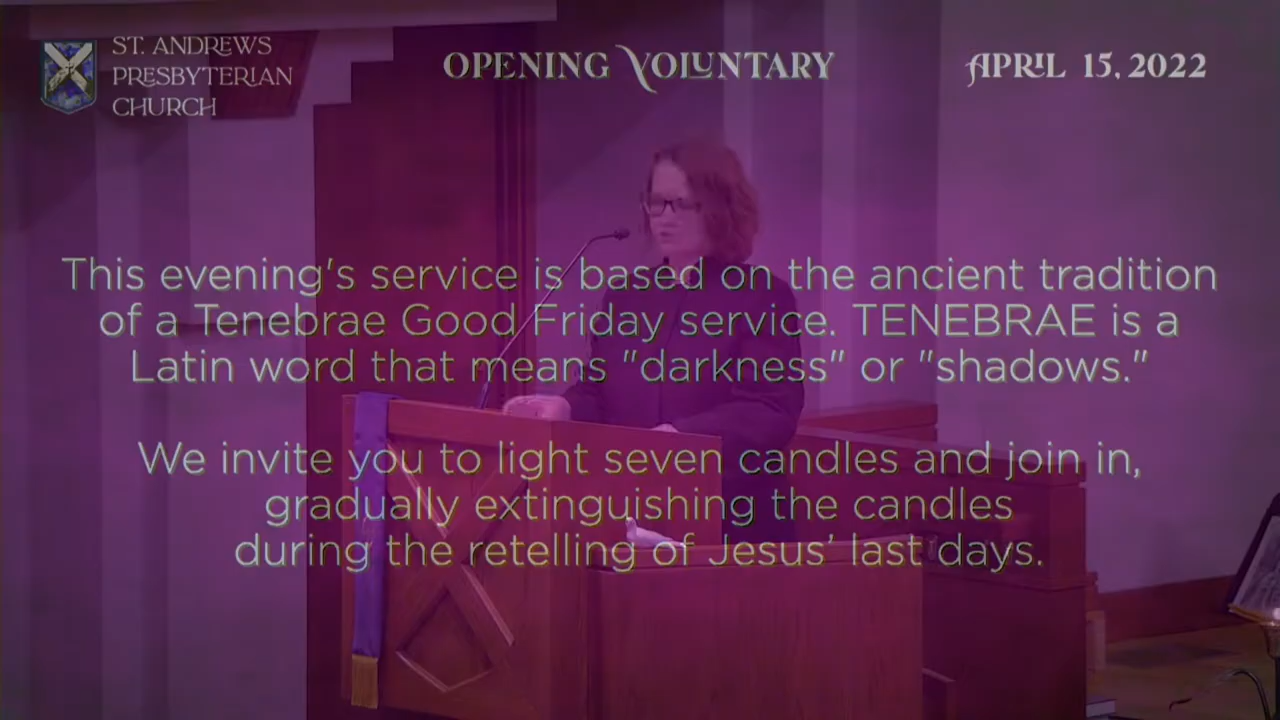 ST. ANDREWS
PRESBYTERIAN
CHURCH
OPENING VOLUNTARY
APRIL 15, 2022
This evening's service is based on the ancient tradition
of a Tenebrae Good Friday service. TENEBRAE is a
Latin word that means "darkness" or "shadows."
We invite you to light seven candles and join in,
gradually extinguishing the candles
during the retelling of Jesus’ last days.